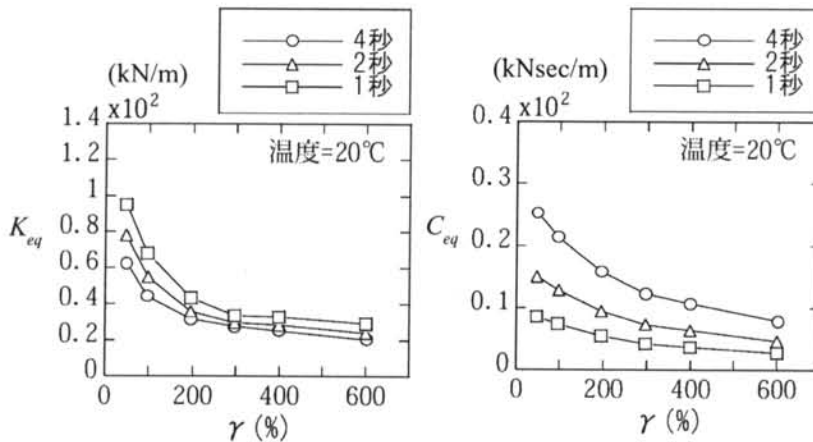 4秒
2秒
1秒
(kN/m)
x10²
1.4
1.2
1
0.8
0.6
0.4
0.2
0
K_eq
温度=20℃
0 200 400 600
γ (%)
4秒
2秒
1秒
(kNsec/m)
x10²
0.4
0.3
0.2
0.1
0
C_eq
温度=20℃
0 200 400 600
γ (%)